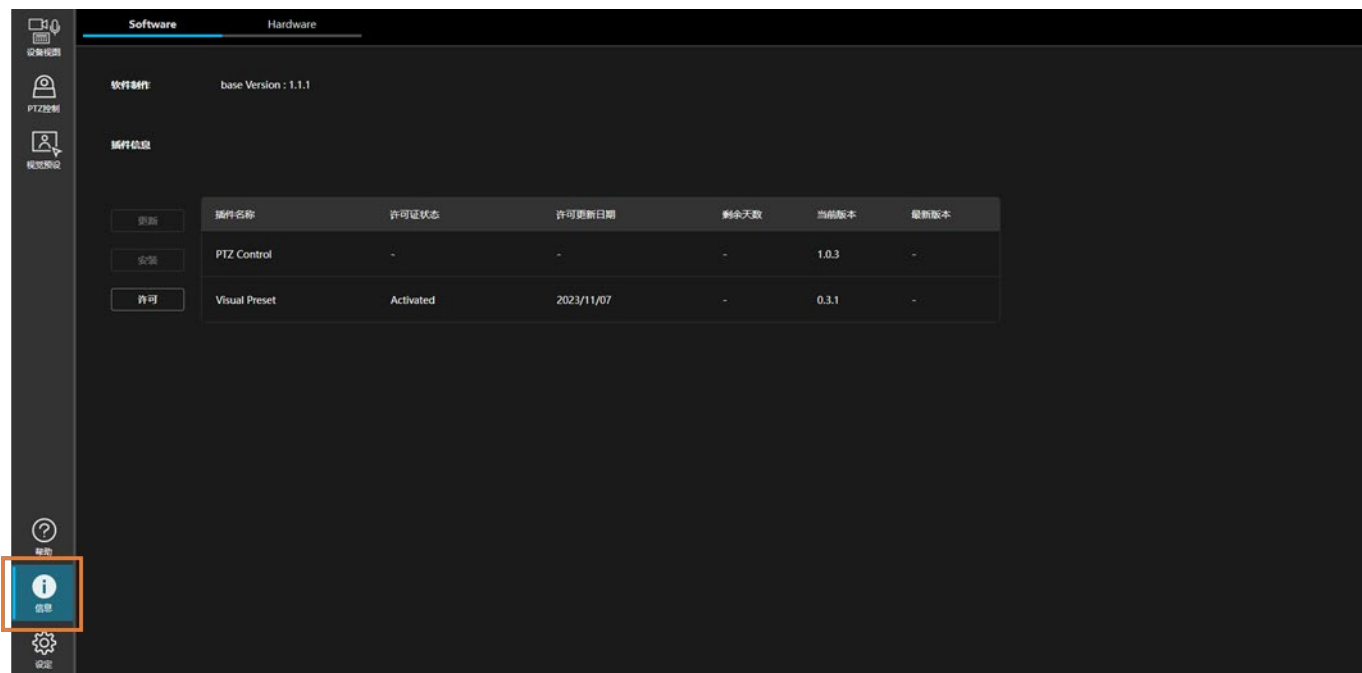 Software Hardware
设备视图
软件制作 base Version : 1.1.1
PTZ控制
插件信息
视觉预设
更新
安装
许可
插件名称 许可证状态 许可更新日期 剩余天数 当前版本 最新版本
PTZ Control - - - 1.0.3 -
Visual Preset Activated 2023/11/07 - 0.3.1 -
帮助
信息
设定